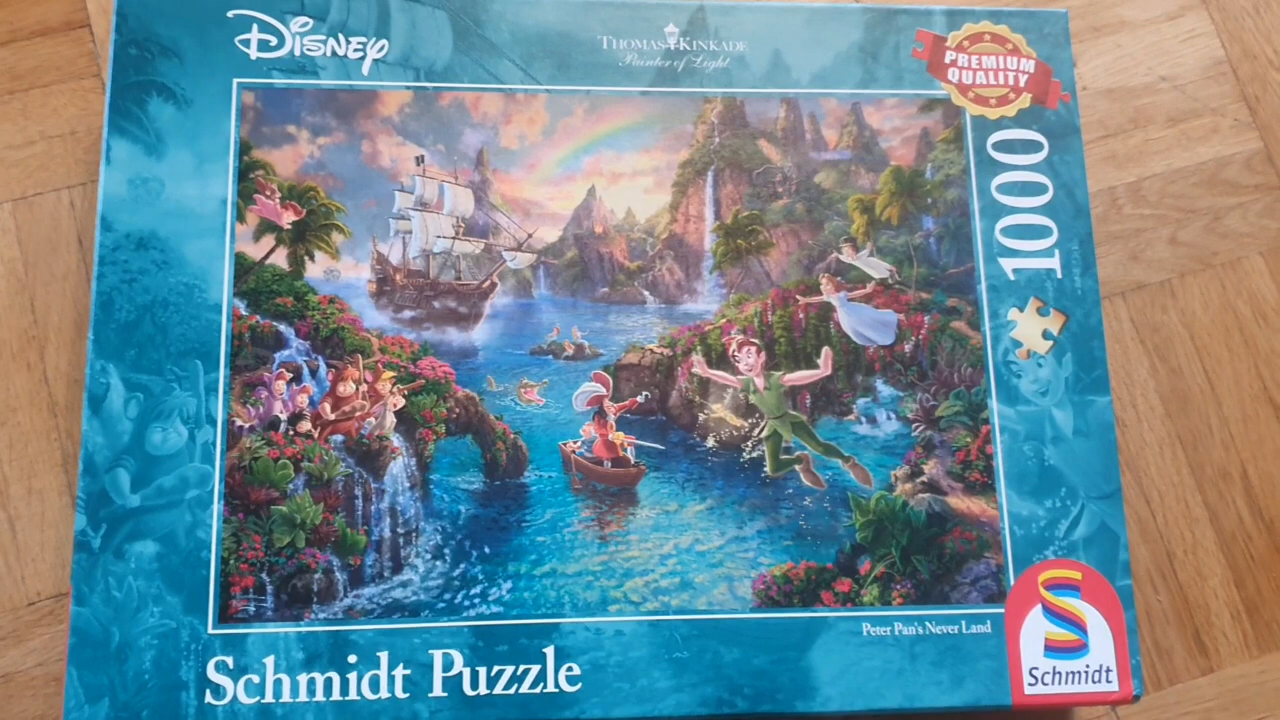 Disney
THOMAS KINKADE
Painter of Light
PREMIUM
QUALITY
1000
Peter Pan's Never Land
Schmidt Puzzle
S
Schmidt